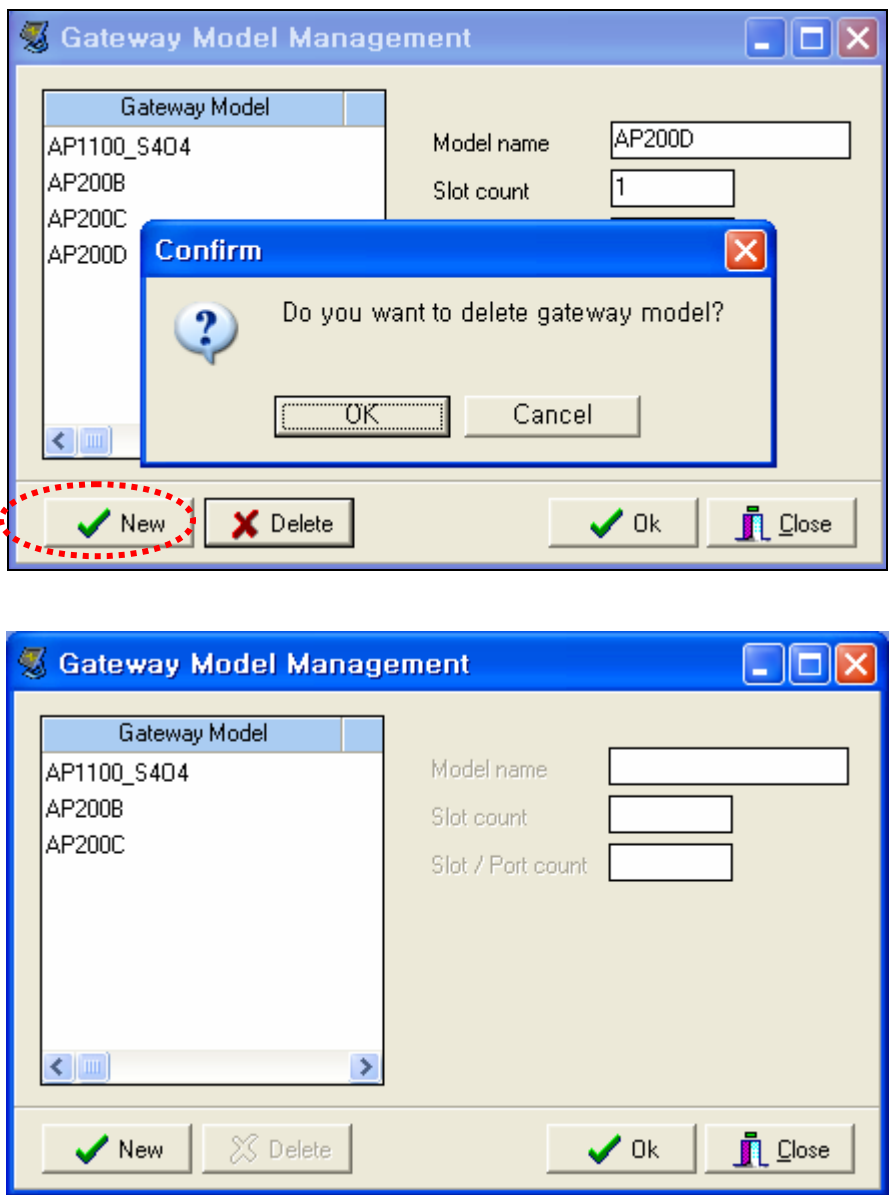 Gateway Model Management
Gateway Model
AP1100_S4O4
AP200B
AP200C
AP200D
Model name AP200D
Slot count 1
Confirm
Do you want to delete gateway model?
OK Cancel
New Delete Ok Close
Gateway Model Management
Gateway Model
AP1100_S4O4
AP200B
AP200C
Model name
Slot count
Slot / Port count
New Delete Ok Close